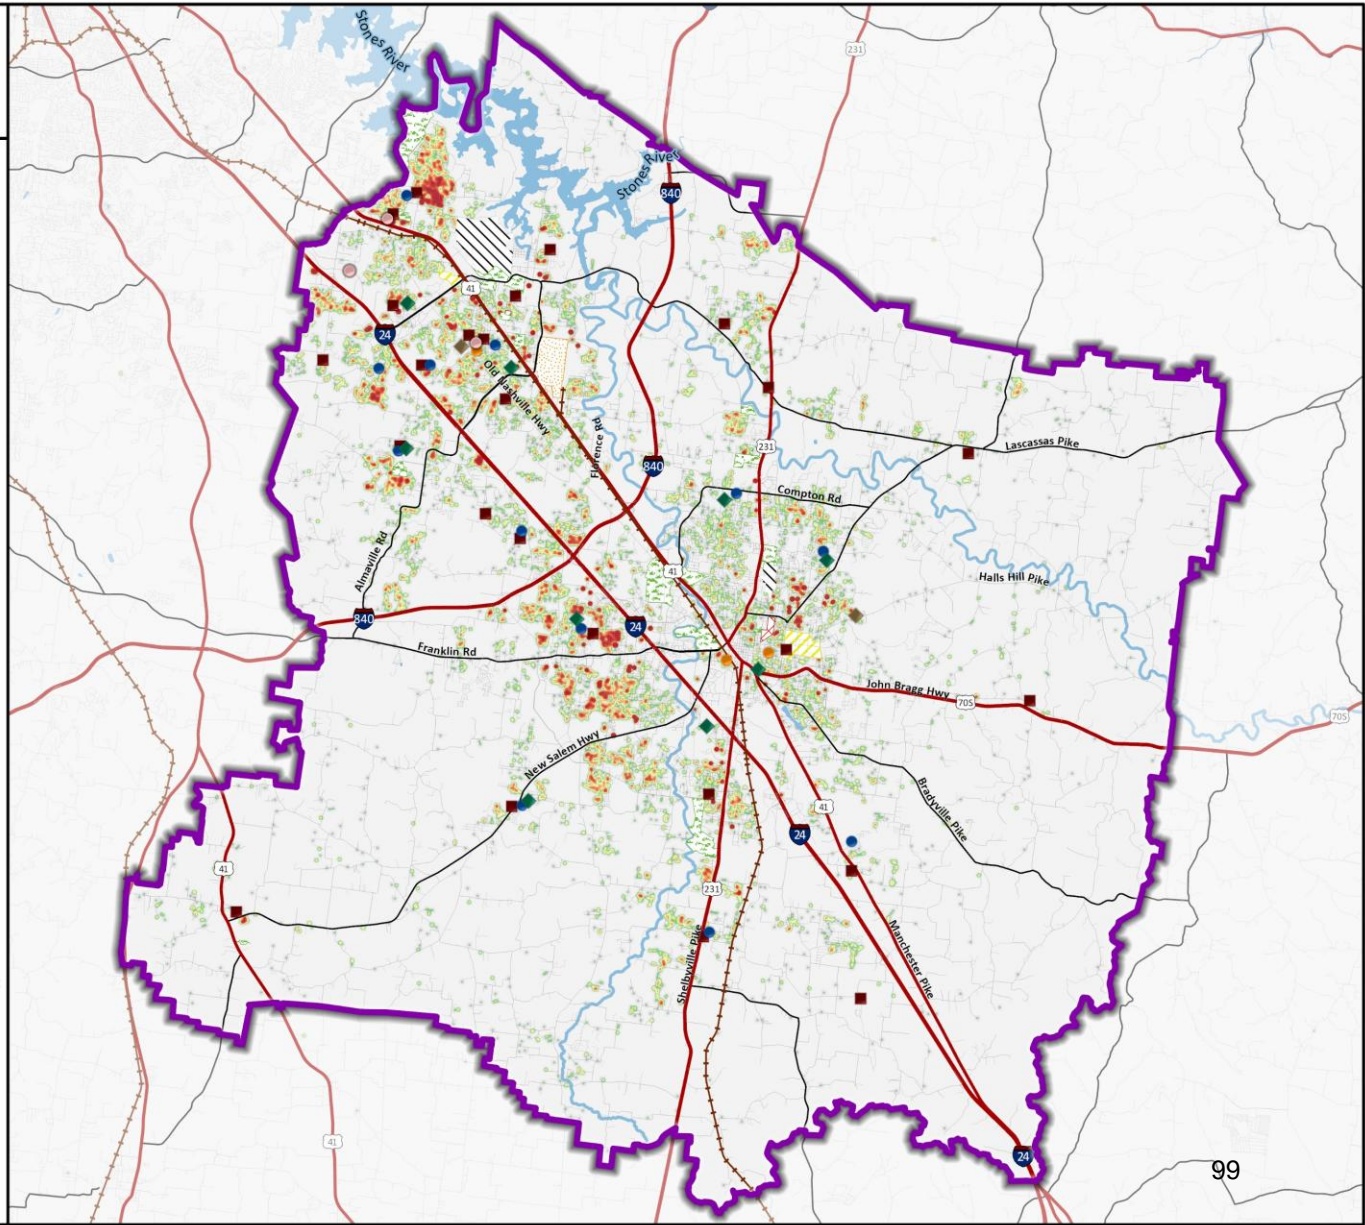 Stones River
231
Stones River
840
41
24
Old Nashville Hwy
Florence Rd
231
840
Lascassas Pike
Compton Rd
Almaville Rd
41
Halls Hill Pike
840
24
Franklin Rd
John Bragg Hwy
70S
70S
New Salem Hwy
Bradyville Pike
41
24
41
231
Manchester Pike
Shelbyville Pike
41
24
99